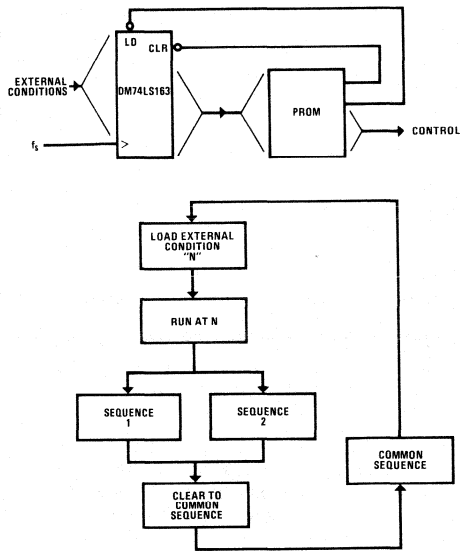 LD
CLR
EXTERNAL
CONDITIONS
DM74LS163
PROM
CONTROL
fs
>
LOAD EXTERNAL
CONDITION
"N"
RUN AT N
SEQUENCE
1
SEQUENCE
2
COMMON
SEQUENCE
CLEAR TO
COMMON
SEQUENCE